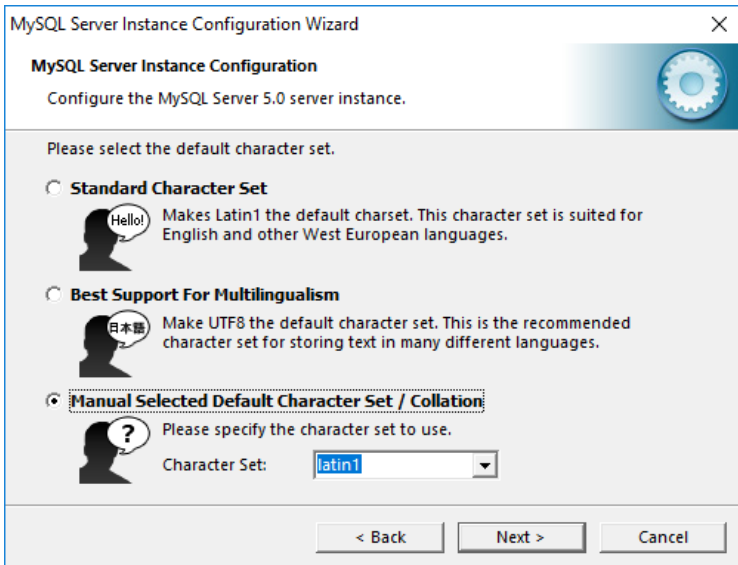 MySQL Server Instance Configuration Wizard
MySQL Server Instance Configuration
Configure the MySQL Server 5.0 server instance.
Please select the default character set.
Standard Character Set
Hello!
Makes Latin1 the default charset. This character set is suited for
English and other West European languages.
Best Support For Multilingualism
日本語
Make UTF8 the default character set. This is the recommended
character set for storing text in many different languages.
Manual Selected Default Character Set / Collation
?
Please specify the character set to use.
Character Set: latin1
< Back Next > Cancel